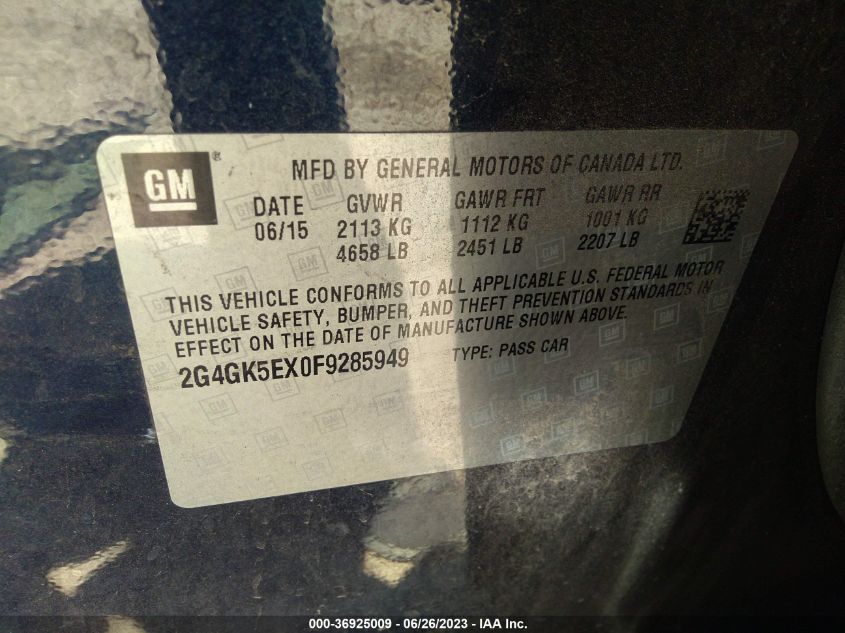 GM ®
MFD BY GENERAL MOTORS OF CANADA LTD.
DATE GVWR GAWR FRT GAWR RR
06/15 2113 KG 1112 KG 1001 KG
4658 LB 2451 LB 2207 LB
THIS VEHICLE CONFORMS TO ALL APPLICABLE U.S. FEDERAL MOTOR
VEHICLE SAFETY, BUMPER, AND THEFT PREVENTION STANDARDS IN
EFFECT ON THE DATE OF MANUFACTURE SHOWN ABOVE.
2G4GK5EX0F9285949 TYPE: PASS CAR
000-36925009 - 06/26/2023 - IAA Inc.